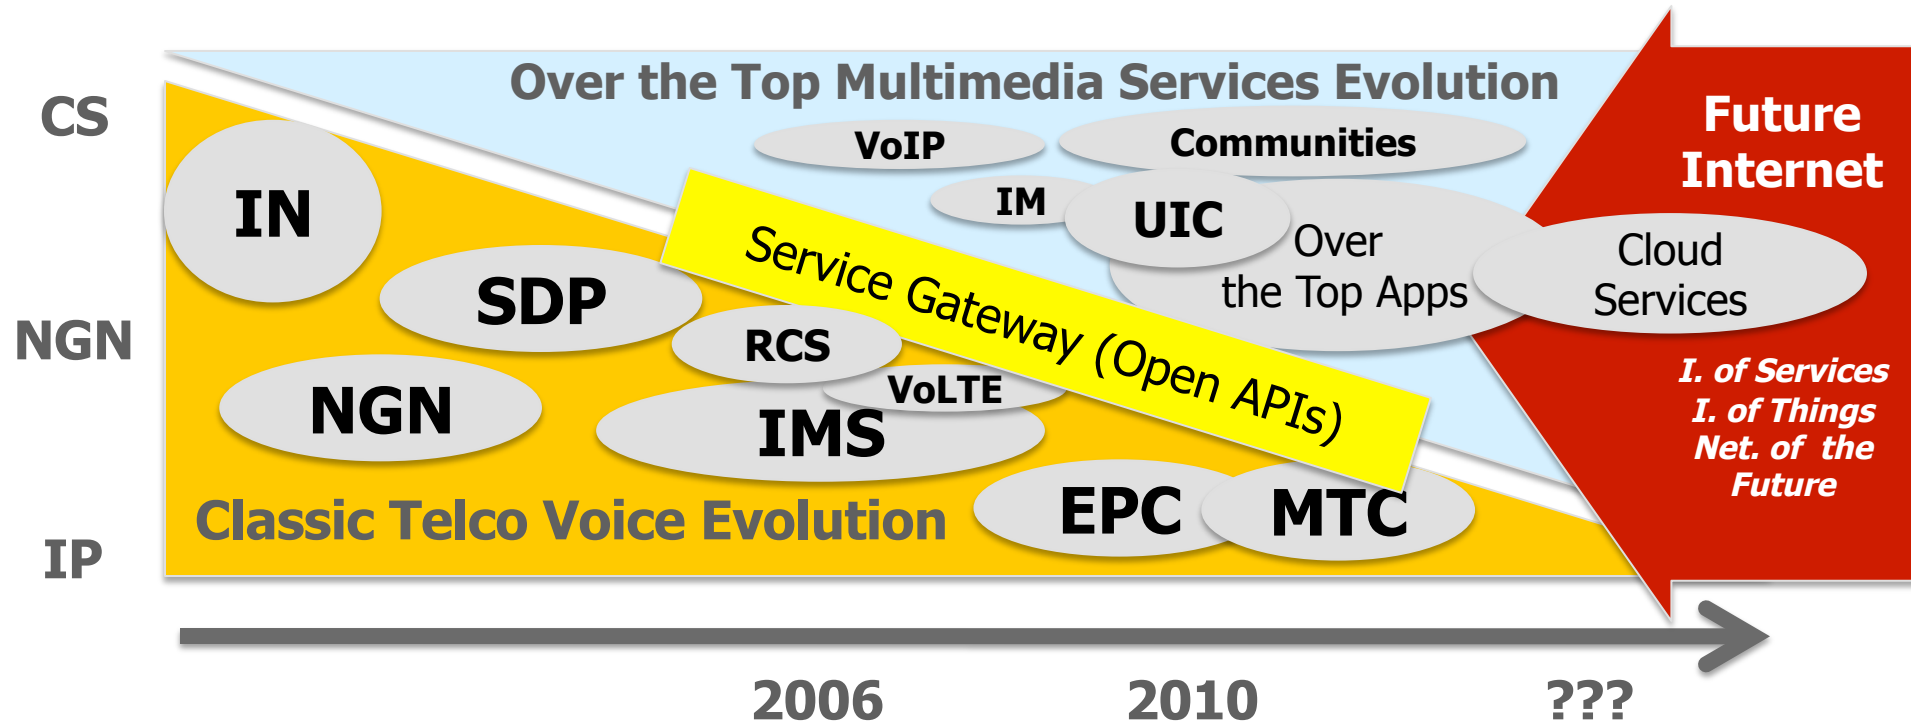 Over the Top Multimedia Services Evolution
CS
VoIP
Communities
Future
Internet
IN
IM
UIC
Over
the Top Apps
Cloud
Services
Service Gateway (Open APIs)
SDP
NGN
RCS
VoLTE
I. of Services
I. of Things
Net. of the
Future
NGN
IMS
EPC
MTC
Classic Telco Voice Evolution
IP
2006
2010
???